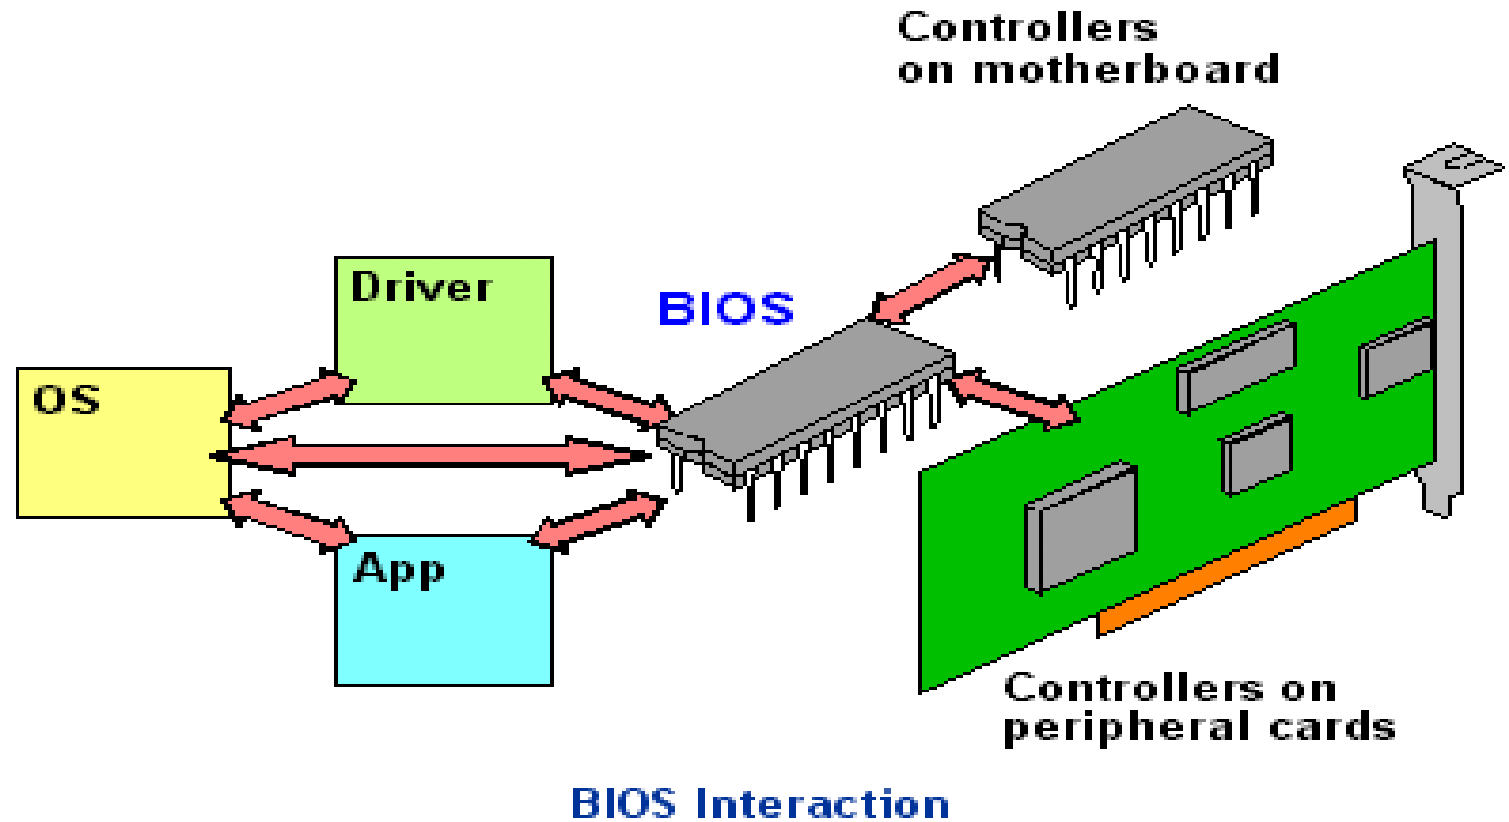 Controllers
on motherboard
Driver
BIOS
OS
App
Controllers on
peripheral cards
BIOS Interaction